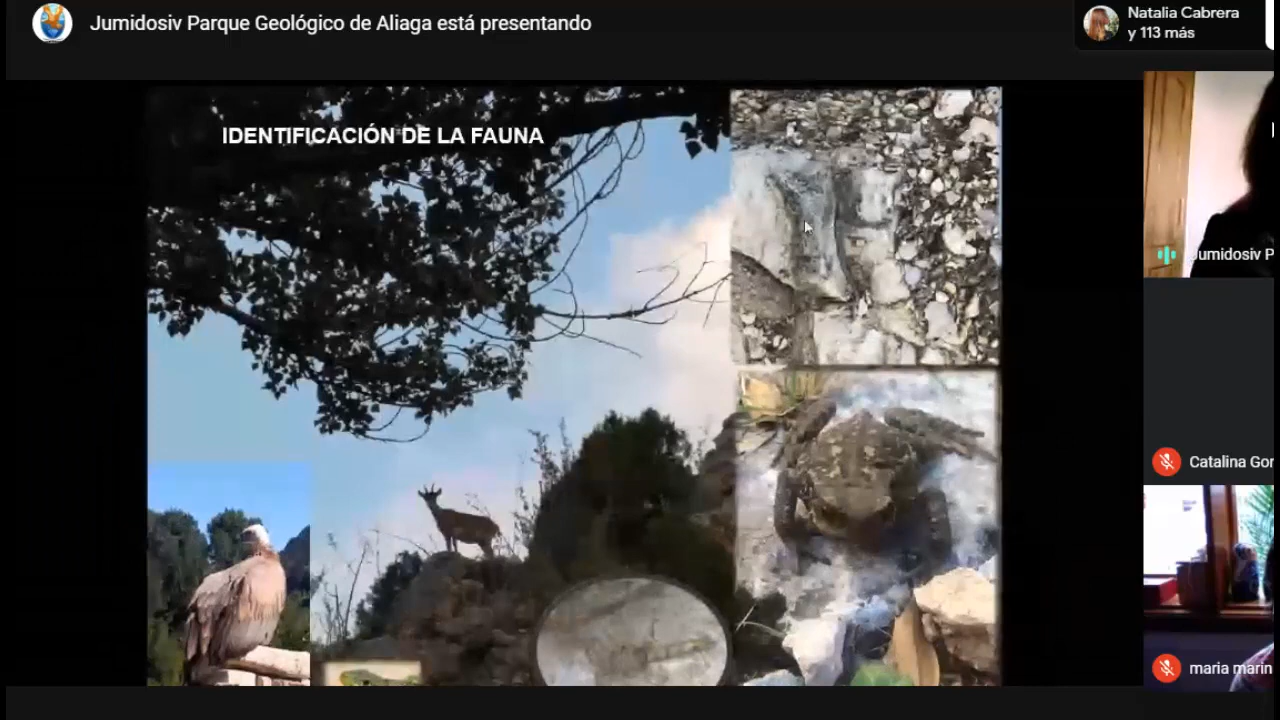 Jumidosiv Parque Geológico de Aliaga está presentando
Natalia Cabrera
y 113 más
IDENTIFICACIÓN DE LA FAUNA
Jumidosiv P
Catalina Gor
maria marin